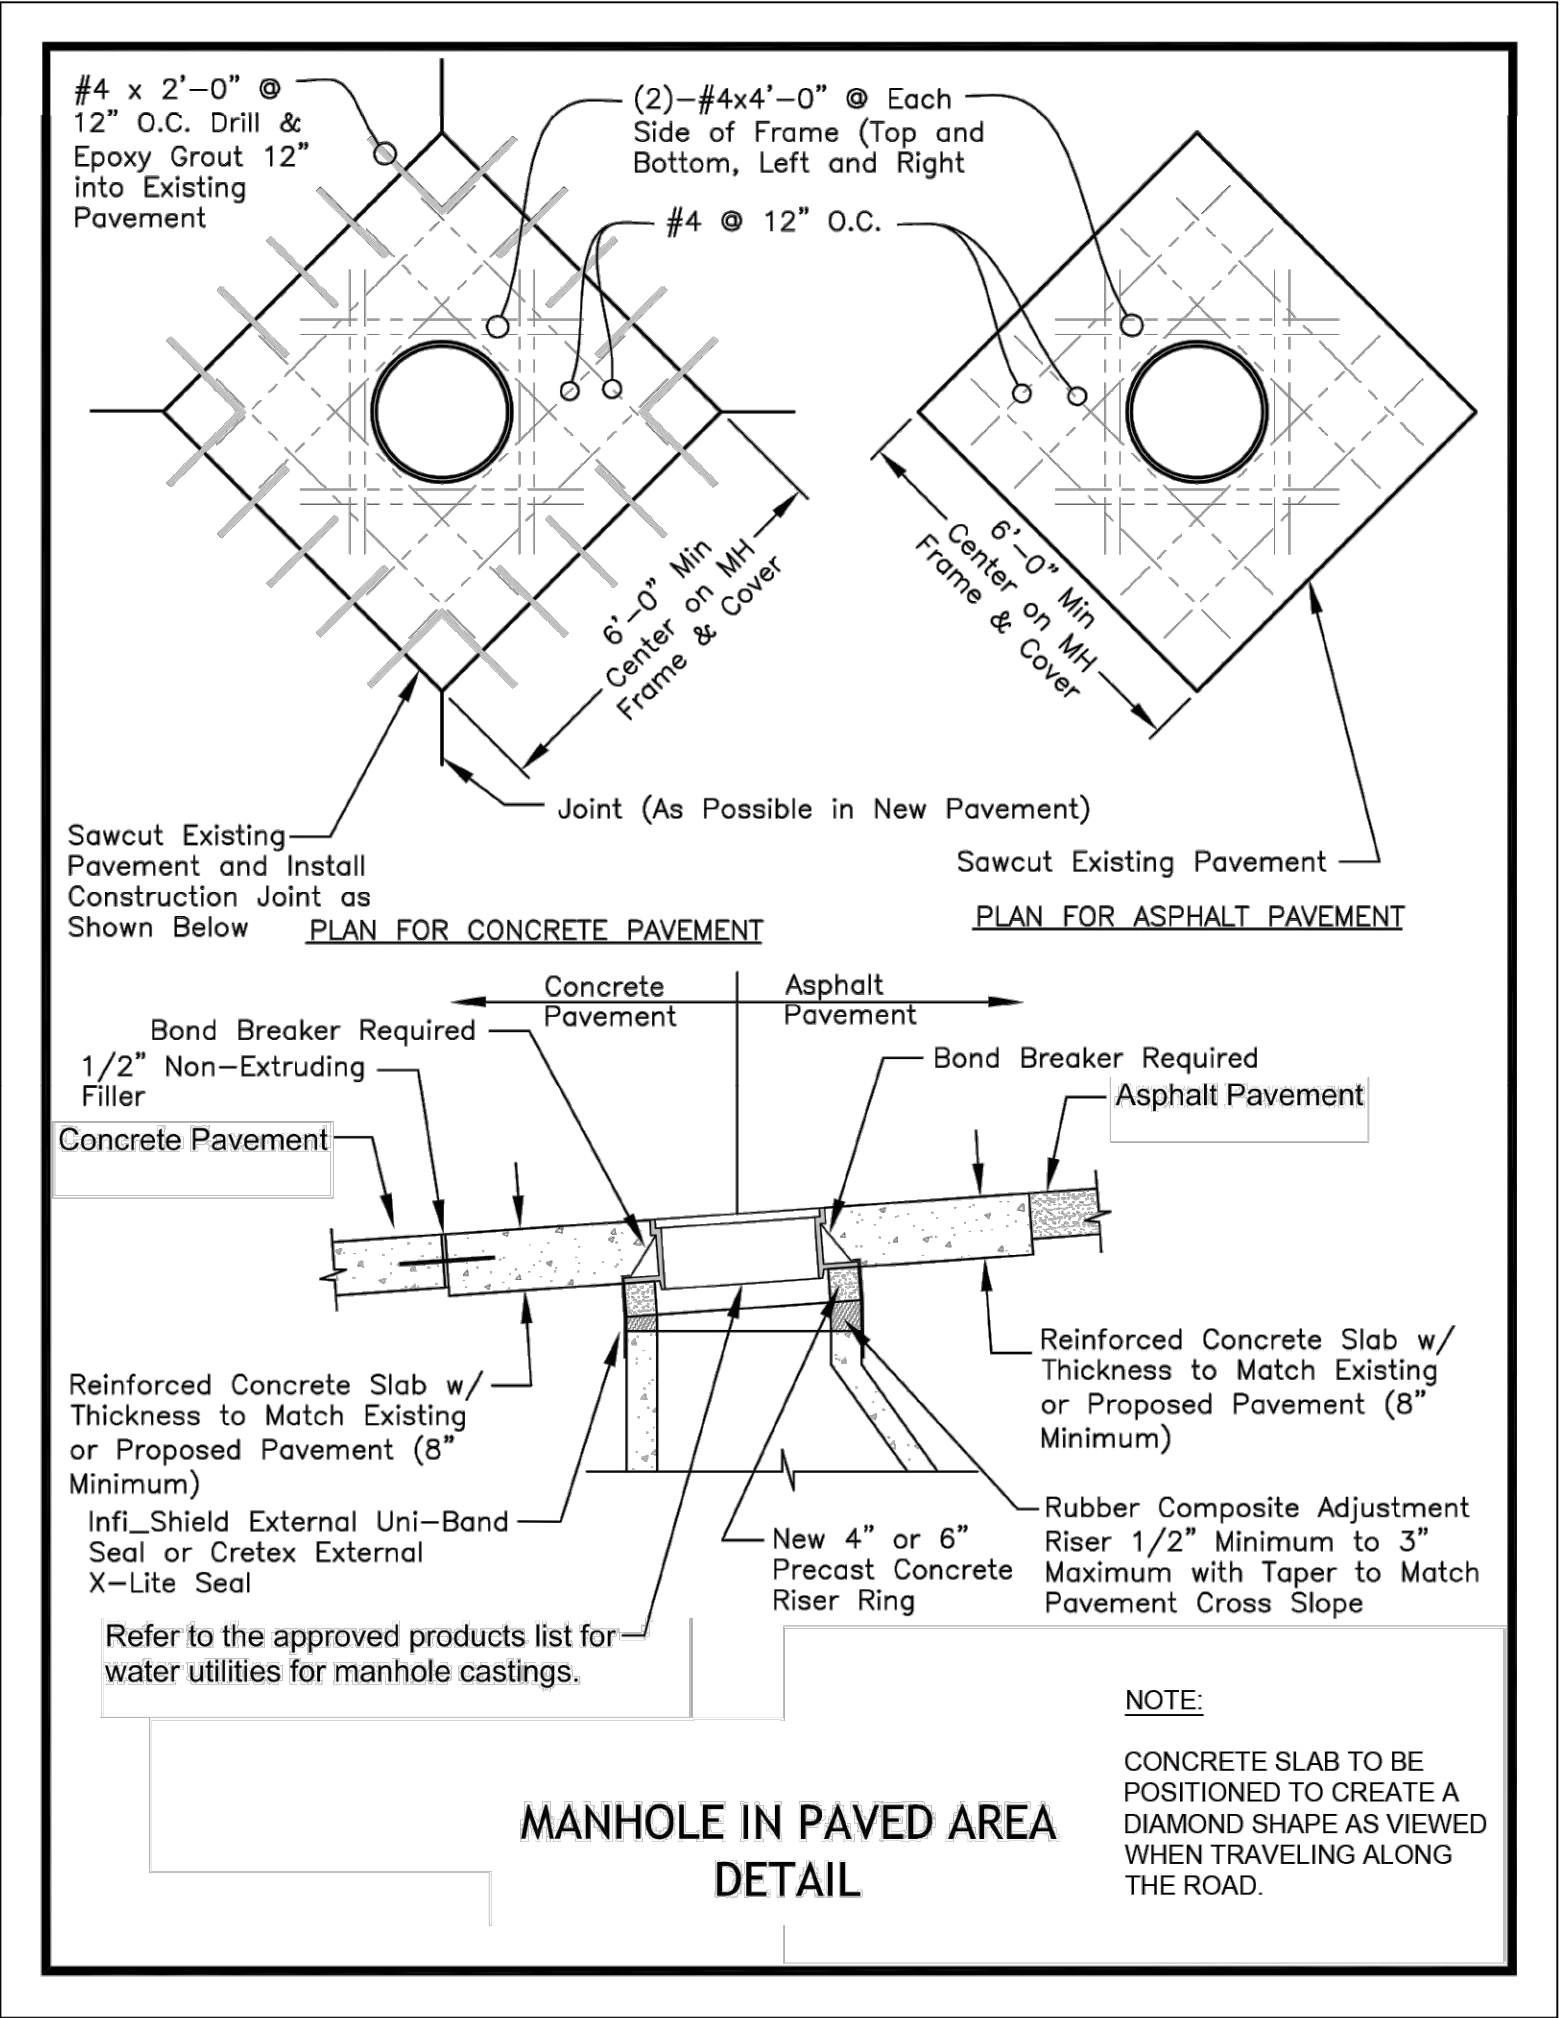 #4 x 2'-0" @
12" O.C. Drill &
Epoxy Grout 12"
into Existing
Pavement
(2)-#4x4'-0" @ Each
Side of Frame (Top and
Bottom, Left and Right
#4 @ 12" O.C.
6'-0" Min
Center on MH
Frame & Cover
6'-0" Min
Center on MH
Frame & Cover
Joint (As Possible in New Pavement)
Sawcut Existing
Pavement and Install
Construction Joint as
Shown Below
PLAN FOR CONCRETE PAVEMENT
Sawcut Existing Pavement
PLAN FOR ASPHALT PAVEMENT
Concrete
Pavement
Asphalt
Pavement
Bond Breaker Required
1/2" Non-Extruding
Filler
Concrete Pavement
Bond Breaker Required
Asphalt Pavement
Reinforced Concrete Slab w/
Thickness to Match Existing
or Proposed Pavement (8"
Minimum)
Reinforced Concrete Slab w/
Thickness to Match Existing
or Proposed Pavement (8"
Minimum)
Infi_Shield External Uni-Band
Seal or Cretex External
X-Lite Seal
New 4" or 6"
Precast Concrete
Riser Ring
Rubber Composite Adjustment
Riser 1/2" Minimum to 3"
Maximum with Taper to Match
Pavement Cross Slope
Refer to the approved products list for
water utilities for manhole castings.
NOTE:
CONCRETE SLAB TO BE
POSITIONED TO CREATE A
DIAMOND SHAPE AS VIEWED
WHEN TRAVELING ALONG
THE ROAD.
MANHOLE IN PAVED AREA
DETAIL